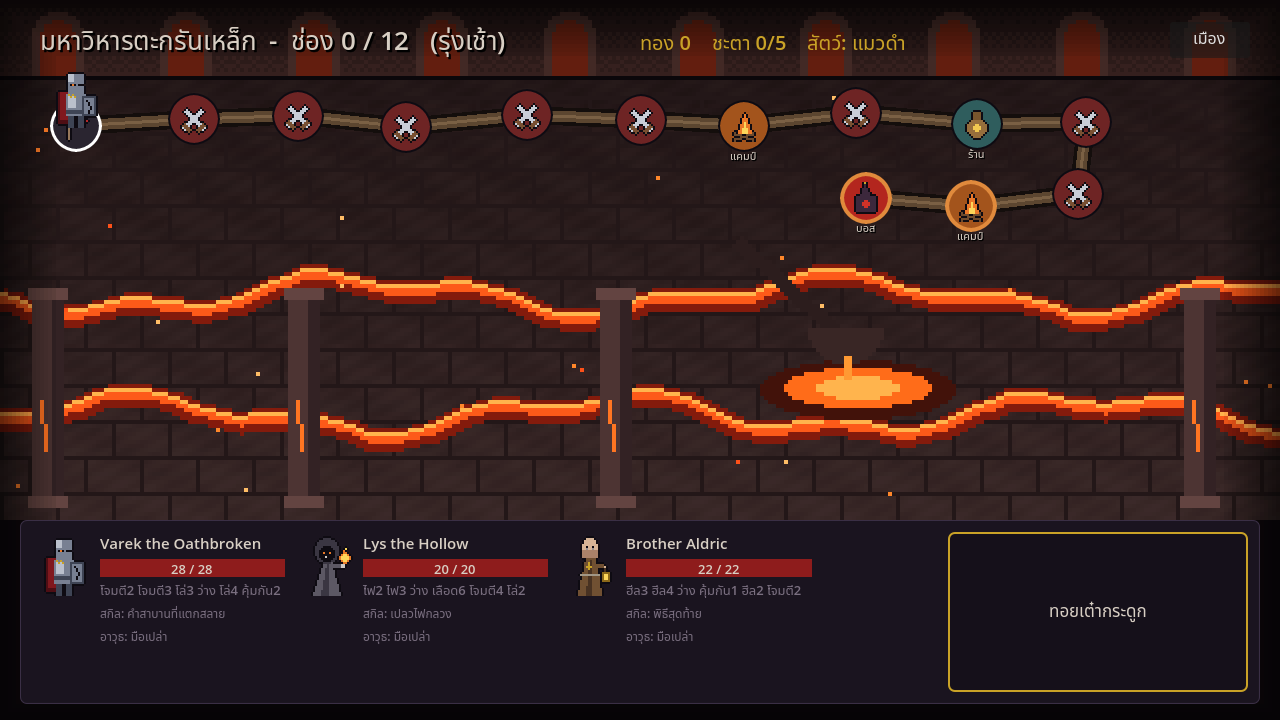 มหาวิหารตะกรันเหล็ก - ช่อง 0 / 12 (รุ่งเช้า)
ทอง 0 ชะตา 0/5 สัตว์: แมวดำ
เมือง
แคมป์
ร้าน
บอส
แคมป์
Varek the Oathbroken
28 / 28
โจมตี2 โจมตี3 โล่3 ว่าง โล่4 คุ้มกัน2
สกิล: คำสาบานที่แตกสลาย
อาวุธ: มือเปล่า
Lys the Hollow
20 / 20
ไฟ2 ไฟ3 ว่าง เลือด6 โจมตี4 โล่2
สกิล: เปลวไฟกลวง
อาวุธ: มือเปล่า
Brother Aldric
22 / 22
ฮีล3 ฮีล4 ว่าง คุ้มกัน1 ฮีล2 โจมตี2
สกิล: พิธีสุดท้าย
อาวุธ: มือเปล่า
ทอยเต๋ากระดูก